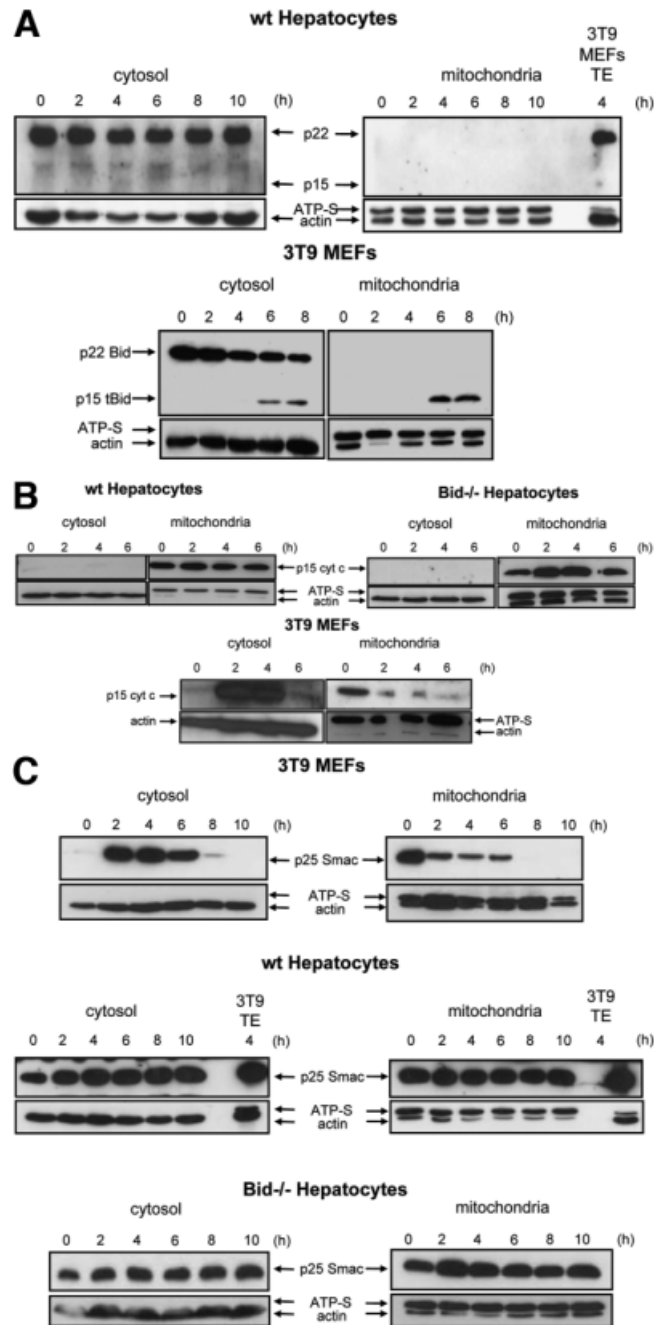 A
wt Hepatocytes
3T9
MEFs
TE
cytosol
mitochondria
0 2 4 6 8 10 (h)
0 2 4 6 8 10 4 (h)
p22
p15
ATP-S
actin
3T9 MEFs
cytosol
mitochondria
0 2 4 6 8
0 2 4 6 8 (h)
p22 Bid
p15 tBid
ATP-S
actin
B
wt Hepatocytes
Bid-/- Hepatocytes
cytosol
mitochondria
cytosol
mitochondria
0 2 4 6
0 2 4 6 (h)
0 2 4 6
0 2 4 6 (h)
p15 cyt c
ATP-S
actin
3T9 MEFs
cytosol
mitochondria
0 2 4 6
0 2 4 6 (h)
p15 cyt c
actin
ATP-S
actin
C
3T9 MEFs
cytosol
mitochondria
0 2 4 6 8 10 (h)
0 2 4 6 8 10 (h)
p25 Smac
ATP-S
actin
wt Hepatocytes
cytosol
3T9
TE
mitochondria
3T9
TE
0 2 4 6 8 10 4 (h)
0 2 4 6 8 10 4 (h)
p25 Smac
ATP-S
actin
Bid-/- Hepatocytes
cytosol
mitochondria
0 2 4 6 8 10 (h)
0 2 4 6 8 10 (h)
p25 Smac
ATP-S
actin